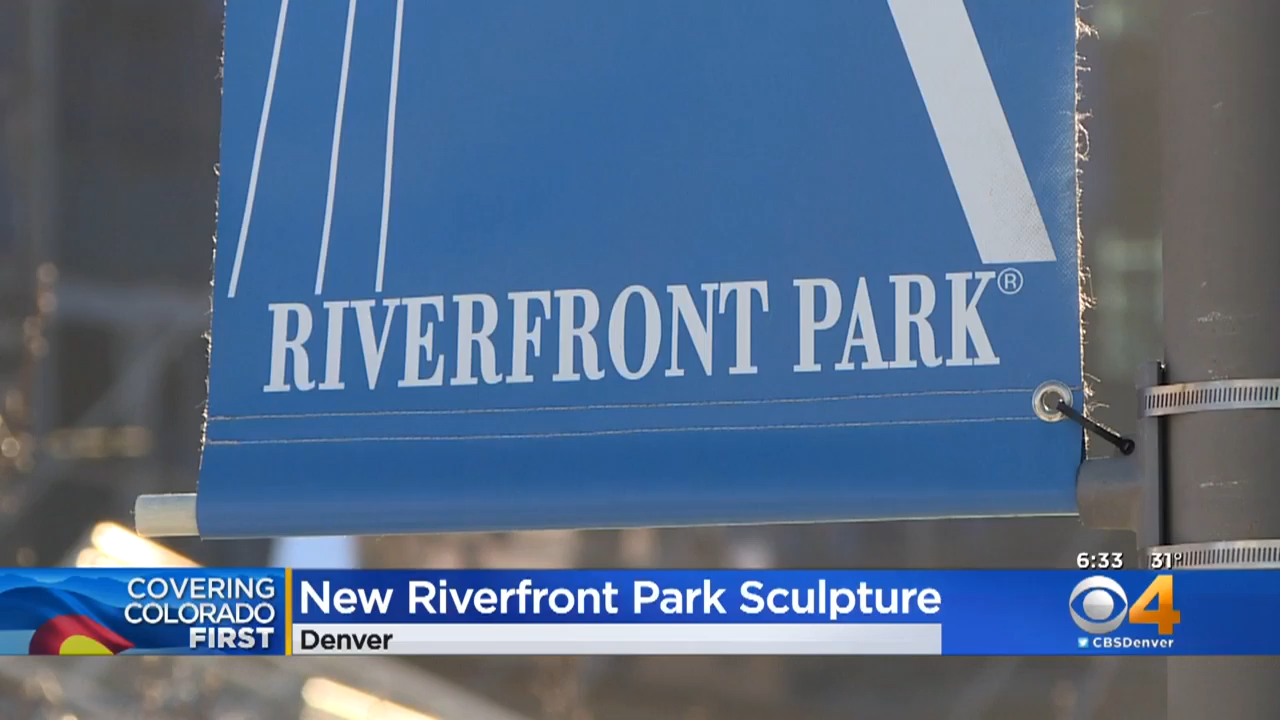 RIVERFRONT PARK®
6:33 31°
COVERING
COLORADO
FIRST
New Riverfront Park Sculpture
Denver
4
CBSDenver